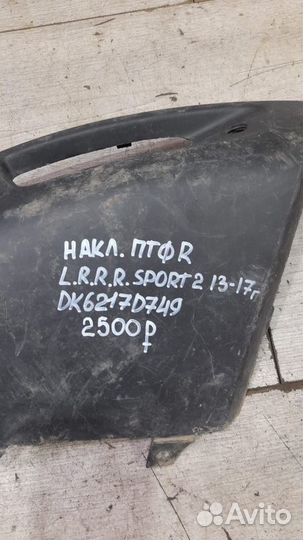 НАКЛ. ПТФ R
L.R.R.R. SPORT 2 13-17г
DK6217D749
2500₽
Avito